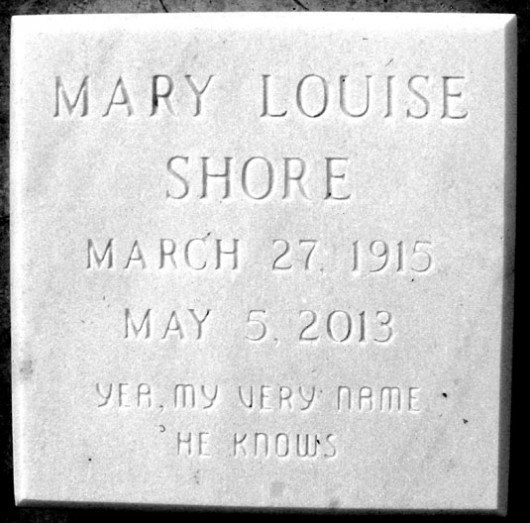 MARY LOUISE
SHORE
MARCH 27, 1915
MAY 5, 2013
YEA, MY VERY NAME
HE KNOWS